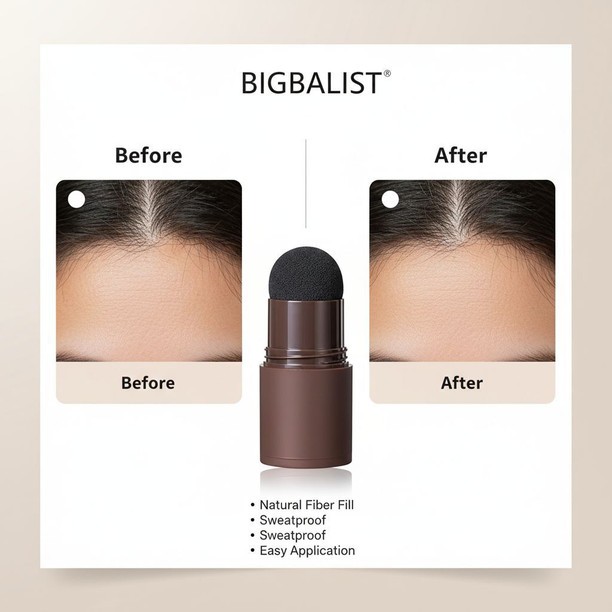 BIGBALIST®
Before
After
Before
After
• Natural Fiber Fill
• Sweatproof
• Sweatproof
• Easy Application